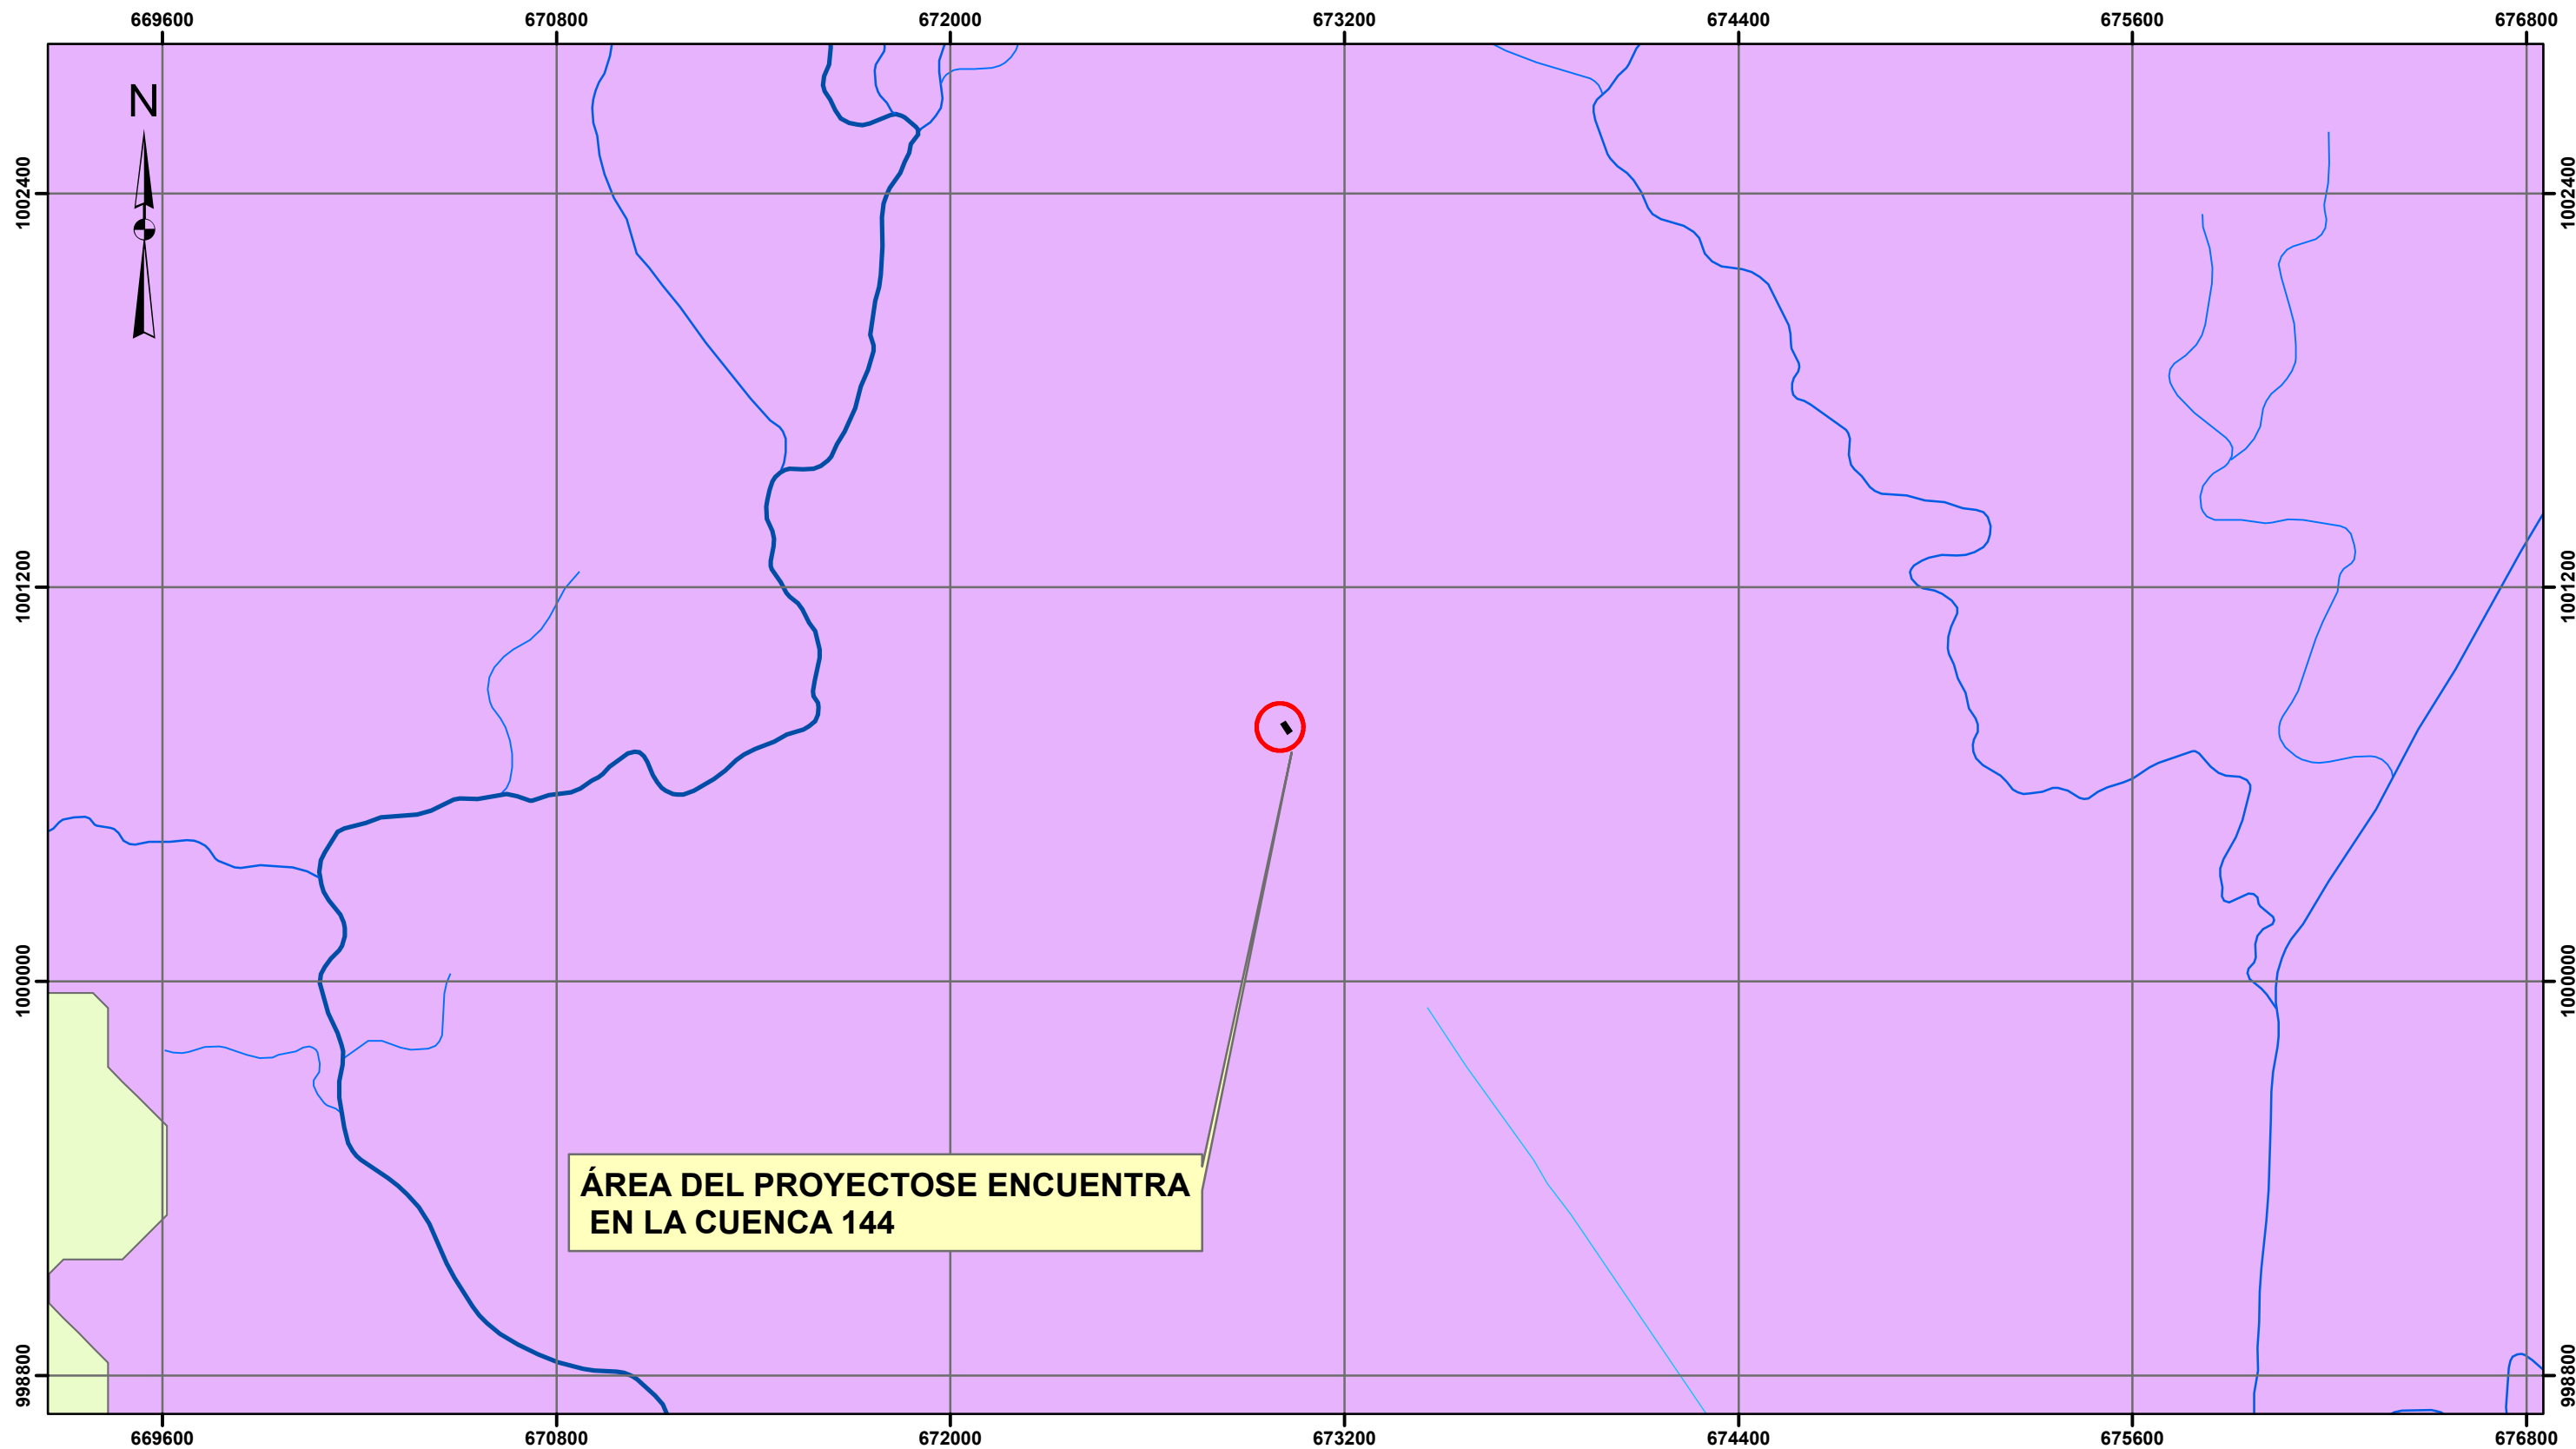 669600 670800 672000 673200 674400 675600 676800
N
1002400 1002400
1001200 1001200
1000000 1000000
ÁREA DEL PROYECTOSE ENCUENTRA
EN LA CUENCA 144
998800 998800
669600 670800 672000 673200 674400 675600 676800